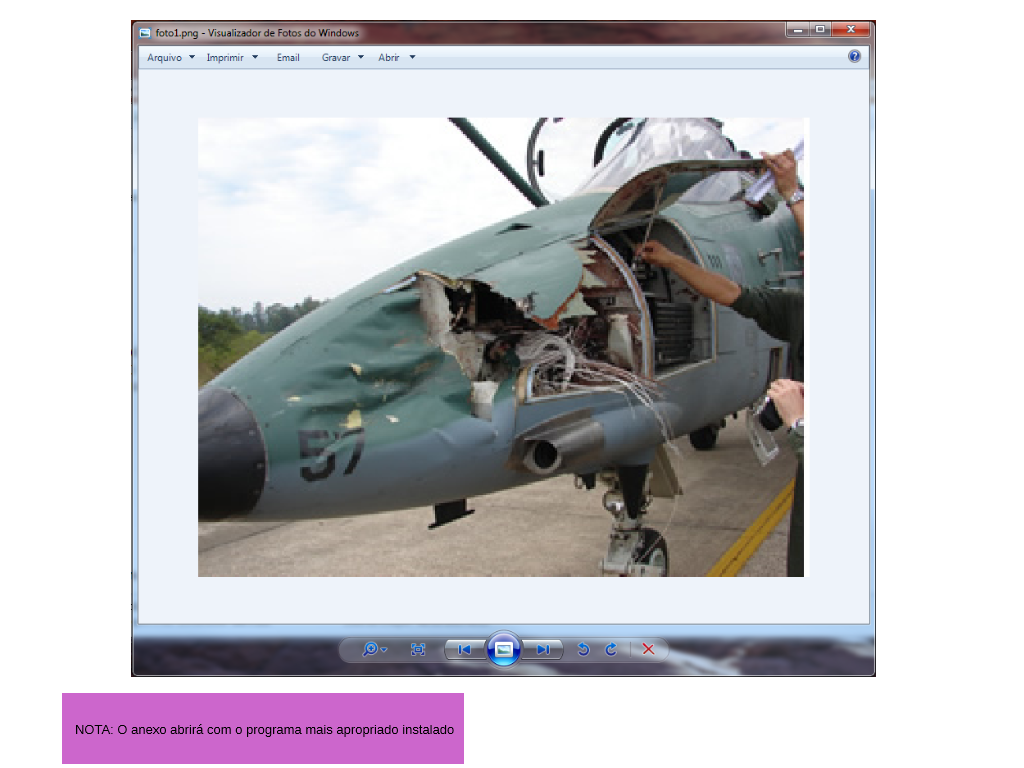 foto1.png - Visualizador de Fotos do Windows
Arquivo Imprimir Email Gravar Abrir
57
NOTA: O anexo abrirá com o programa mais apropriado instalado